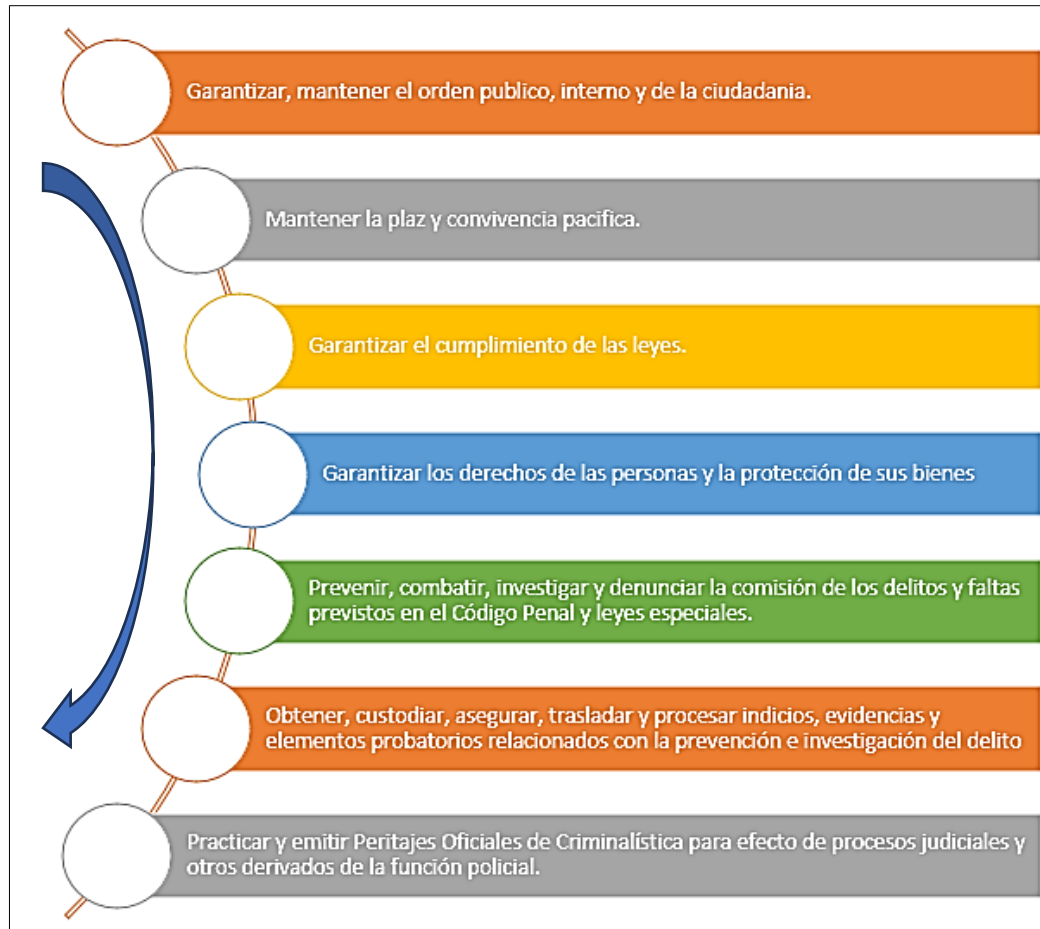 Garantizar, mantener el orden publico, interno y de la ciudadania.
Mantener la plaz y convivencia pacifica.
Garantizar el cumplimiento de las leyes.
Garantizar los derechos de las personas y la protección de sus bienes
Prevenir, combatir, investigar y denunciar la comisión de los delitos y faltas
previstos en el Código Penal y leyes especiales.
Obtener, custodiar, asegurar, trasladar y procesar indicios, evidencias y
elementos probatorios relacionados con la prevención e investigación del delito
Practicar y emitir Peritajes Oficiales de Criminalística para efecto de procesos judiciales y
otros derivados de la función policial.